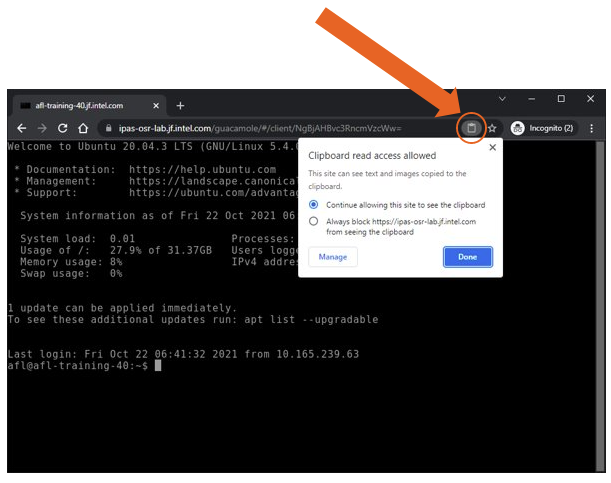 afl-training-40.jf.intel.com
ipas-osr-lab.jf.intel.com/guacamole/#/client/NgBjAHBvc3RncmVzcWw=
Incognito (2)
Welcome to Ubuntu 20.04.3 LTS (GNU/Linux 5.4.
Clipboard read access allowed
This site can see text and images copied to the
clipboard.
Continue allowing this site to see the clipboard
Always block https://ipas-osr-lab.jf.intel.com
from seeing the clipboard
Manage
Done
* Documentation: https://help.ubuntu.com
* Management: https://landscape.canonical
* Support: https://ubuntu.com/advantag
System information as of Fri 22 Oct 2021 06:
System load: 0.01 Processes:
Usage of /: 27.9% of 31.37GB Users logge
Memory usage: 8% IPv4 addre
Swap usage: 0%
1 update can be applied immediately.
To see these additional updates run: apt list --upgradable
Last login: Fri Oct 22 06:41:32 2021 from 10.165.239.63
afl@afl-training-40:~$